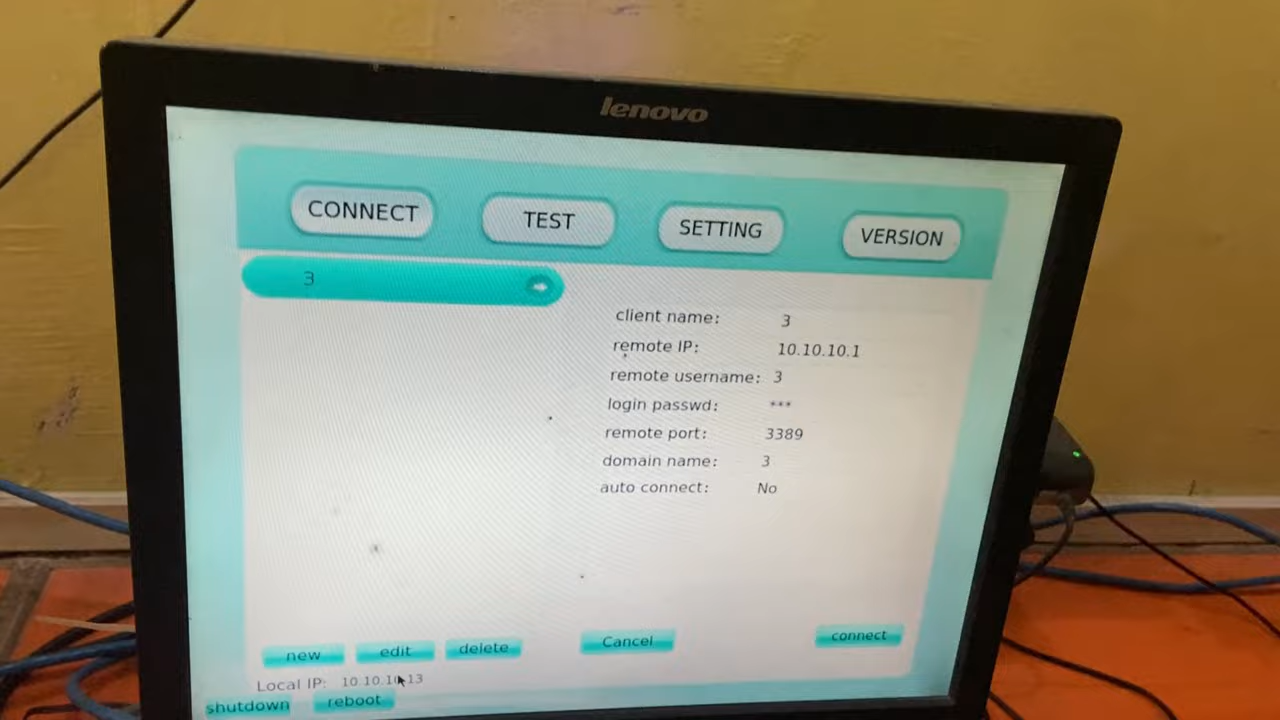 lenovo
CONNECT TEST SETTING VERSION
3
client name: 3
remote IP: 10.10.10.1
remote username: 3
login passwd: ***
remote port: 3389
domain name: 3
auto connect: No
new edit delete Cancel connect
Local IP:
shutdown reboot